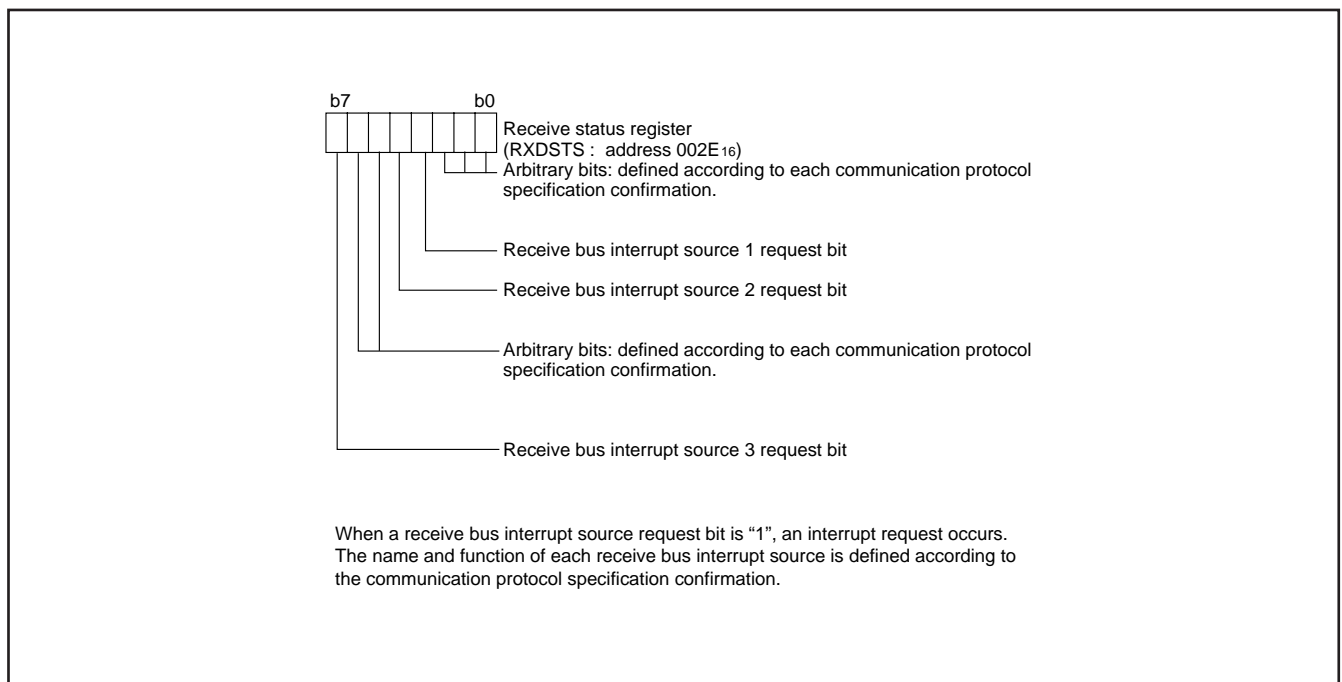 b7 b0
Receive status register
(RXDSTS : address 002E16)
Arbitrary bits: defined according to each communication protocol
specification confirmation.
Receive bus interrupt source 1 request bit
Receive bus interrupt source 2 request bit
Arbitrary bits: defined according to each communication protocol
specification confirmation.
Receive bus interrupt source 3 request bit
When a receive bus interrupt source request bit is “1”, an interrupt request occurs.
The name and function of each receive bus interrupt source is defined according to
the communication protocol specification confirmation.